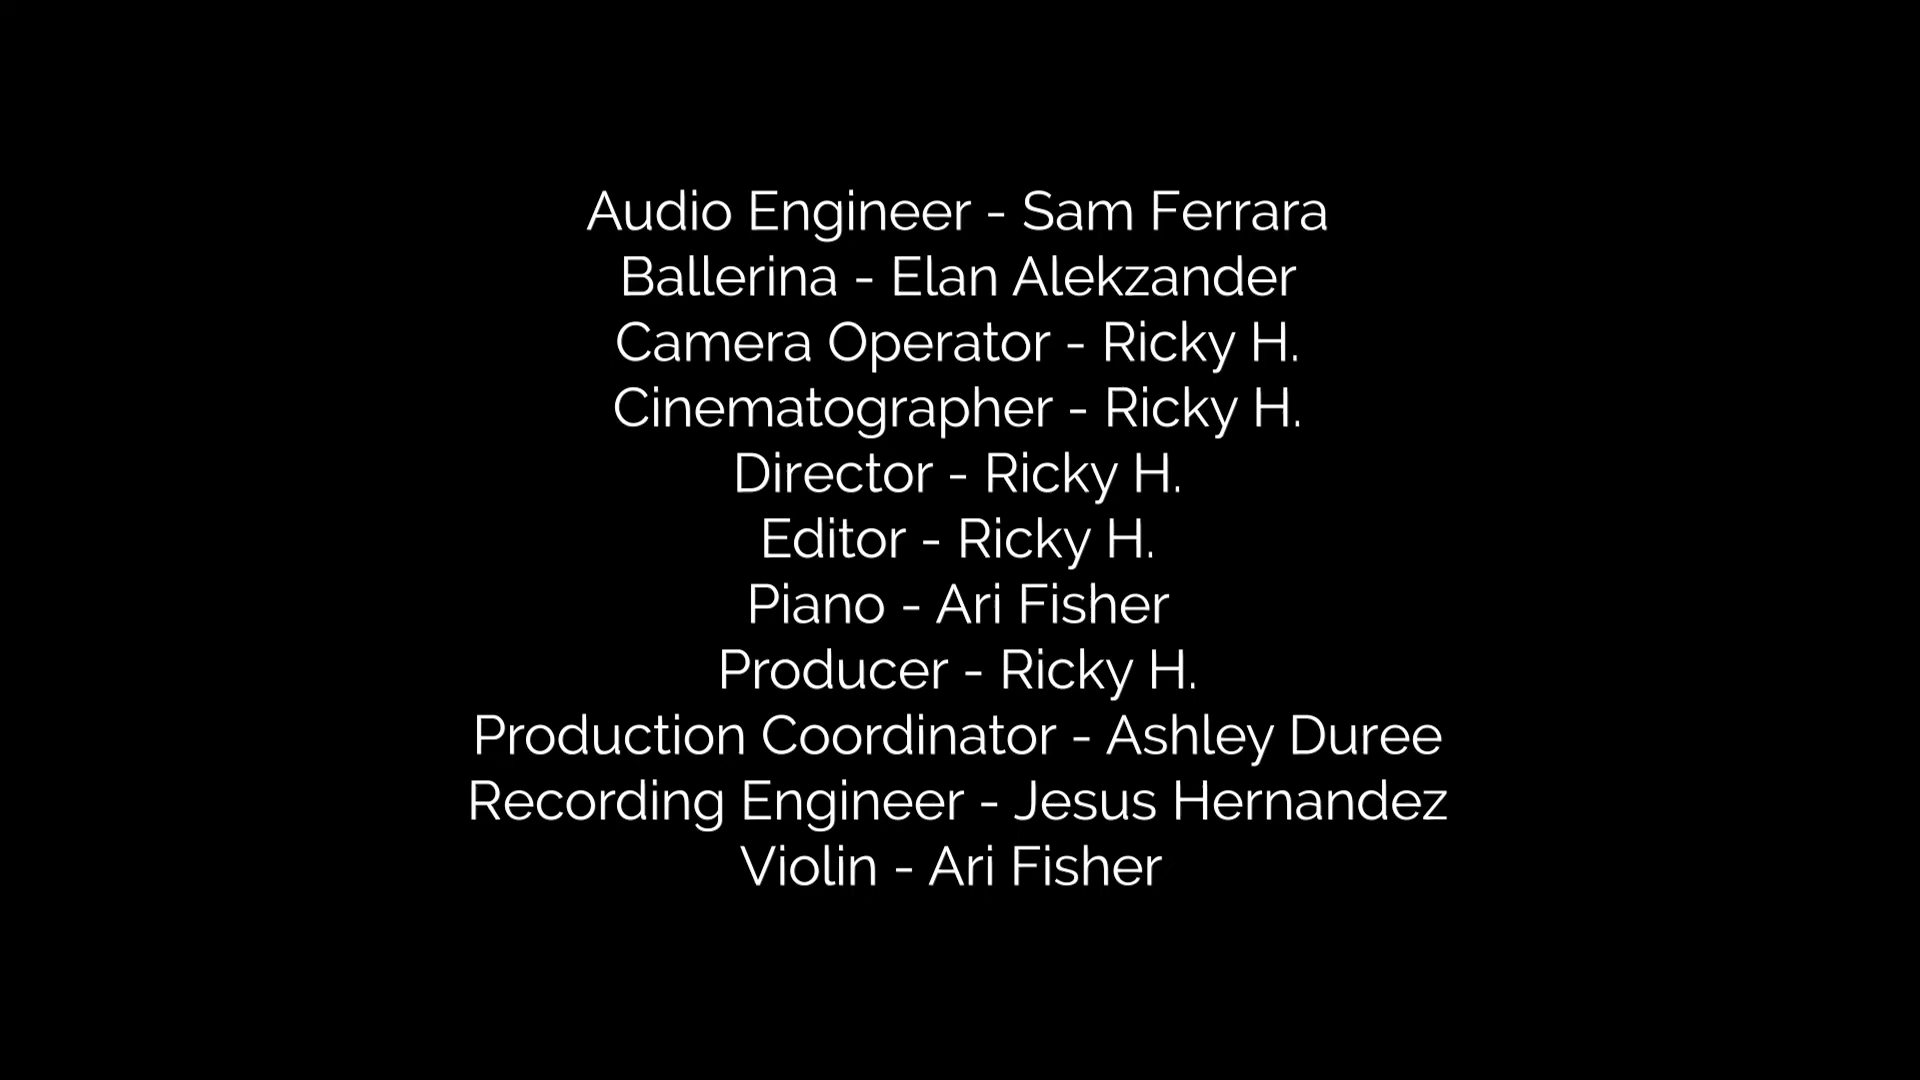 Audio Engineer - Sam Ferrara
Ballerina - Elan Alekzander
Camera Operator - Ricky H.
Cinematographer - Ricky H.
Director - Ricky H.
Editor - Ricky H.
Piano - Ari Fisher
Producer - Ricky H.
Production Coordinator - Ashley Duree
Recording Engineer - Jesus Hernandez
Violin - Ari Fisher